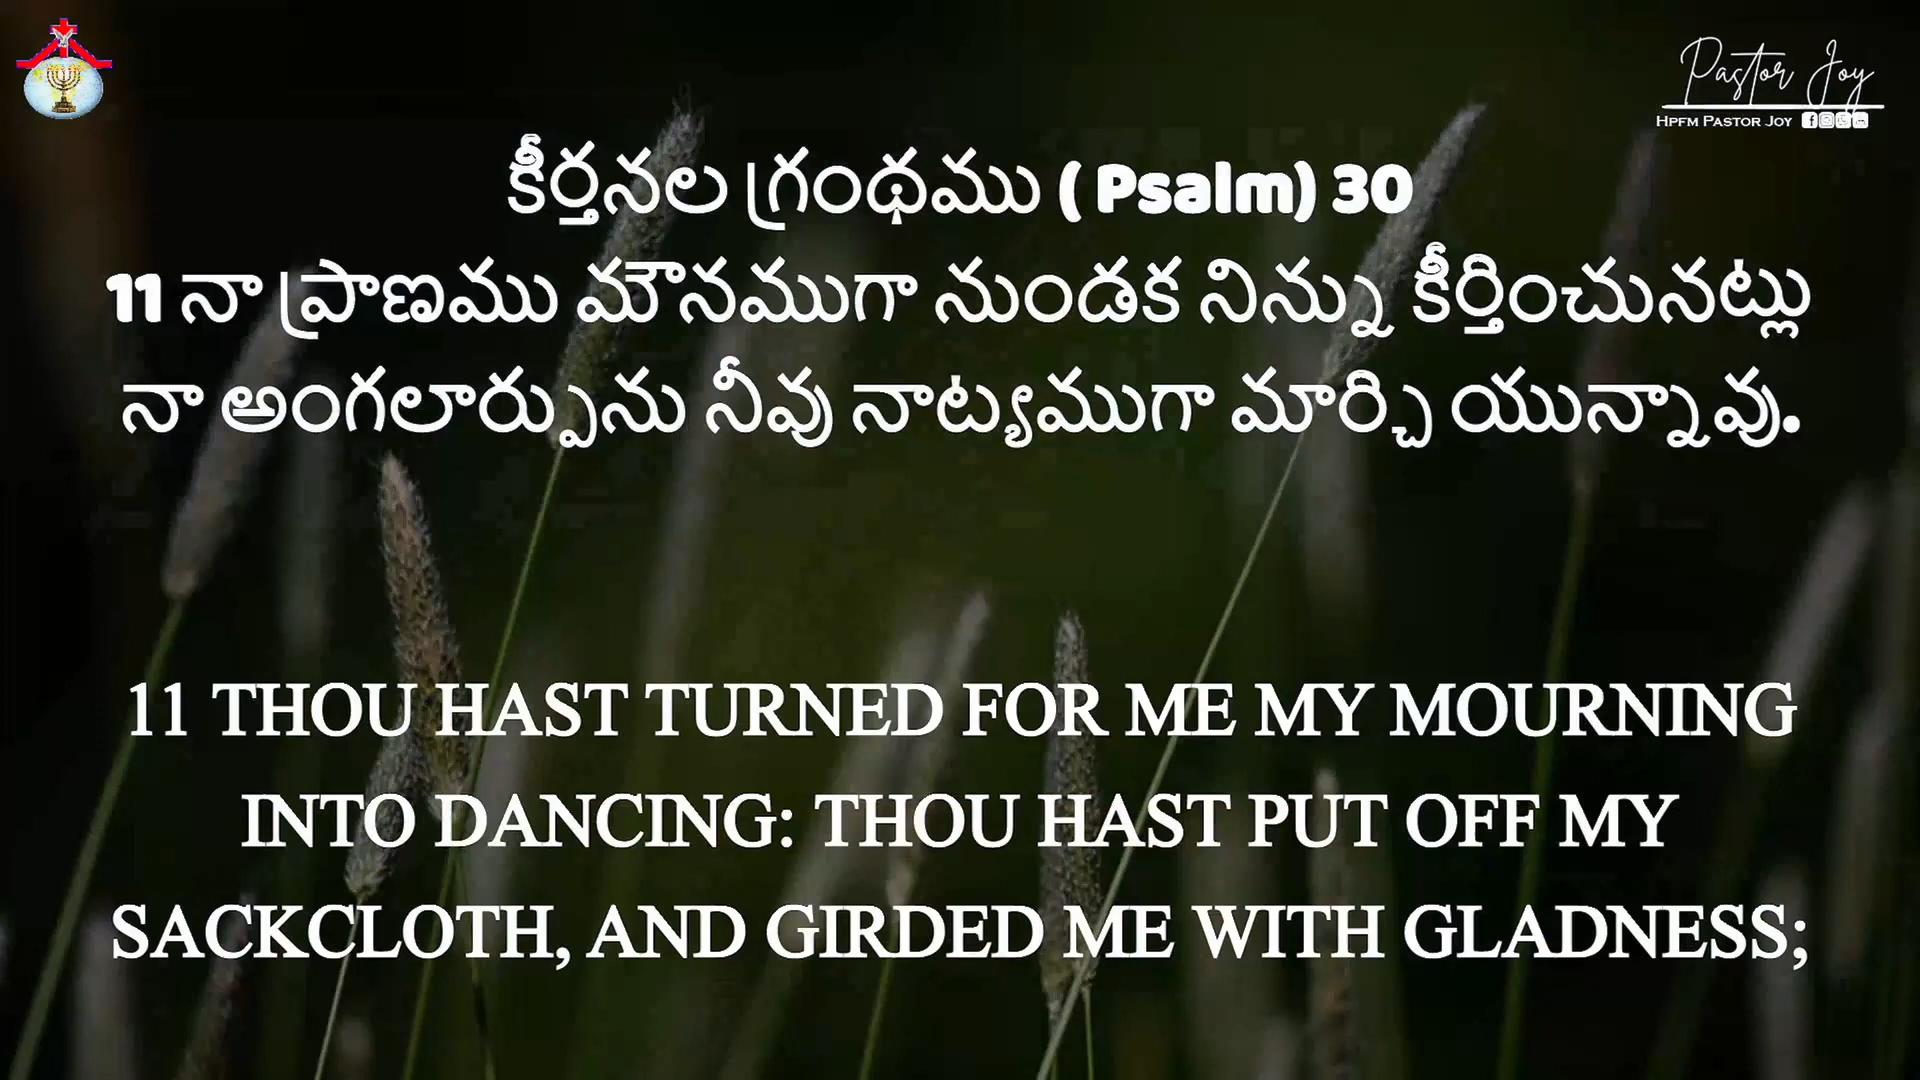 Pastor Joy
HPFM PASTOR JOY
కీర్తనల గ్రంథము ( Psalm) 30
11 నా ప్రాణము మౌనముగా నుండక నిన్ను కీర్తించునట్లు
నా అంగలార్పును నీవు నాట్యముగా మార్చి యున్నావు.
11 THOU HAST TURNED FOR ME MY MOURNING
INTO DANCING: THOU HAST PUT OFF MY
SACKCLOTH, AND GIRDED ME WITH GLADNESS;